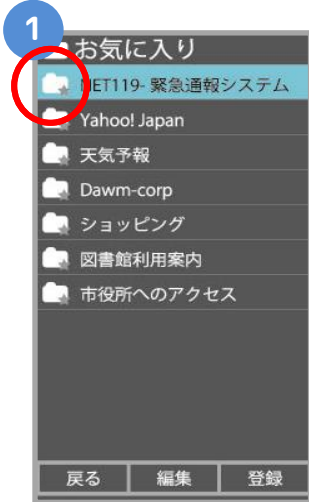 1
お気に入り
NET119- 緊急通報システム
Yahoo! Japan
天気予報
Dawm-corp
ショッピング
図書館利用案内
市役所へのアクセス
戻る 編集 登録